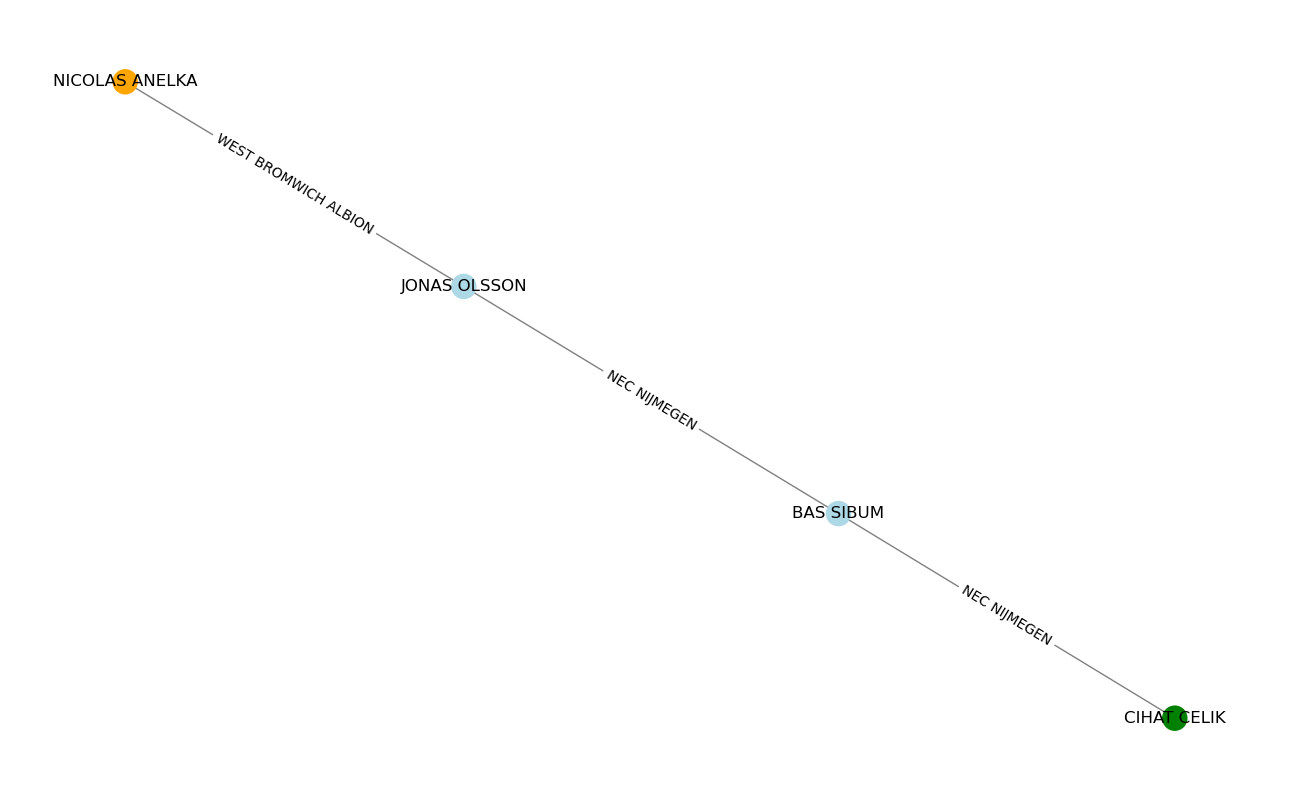 NICOLAS ANELKA
WEST BROMWICH ALBION
JONAS OLSSON
NEC NIJMEGEN
BAS SIBUM
NEC NIJMEGEN
CIHAT CELIK